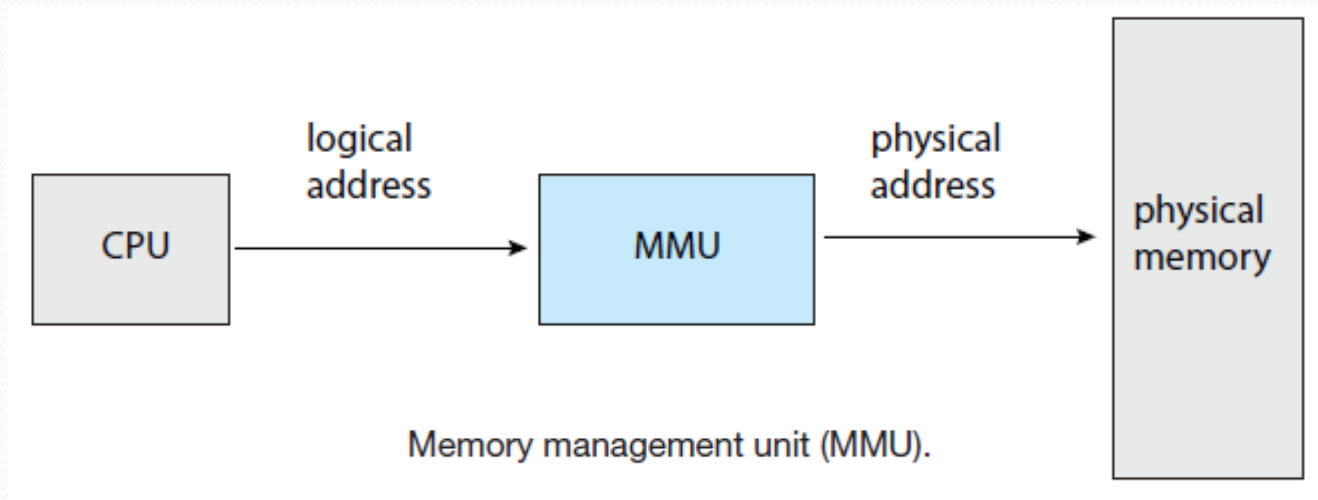 logical
address
physical
address
CPU
MMU
physical
memory
Memory management unit (MMU).